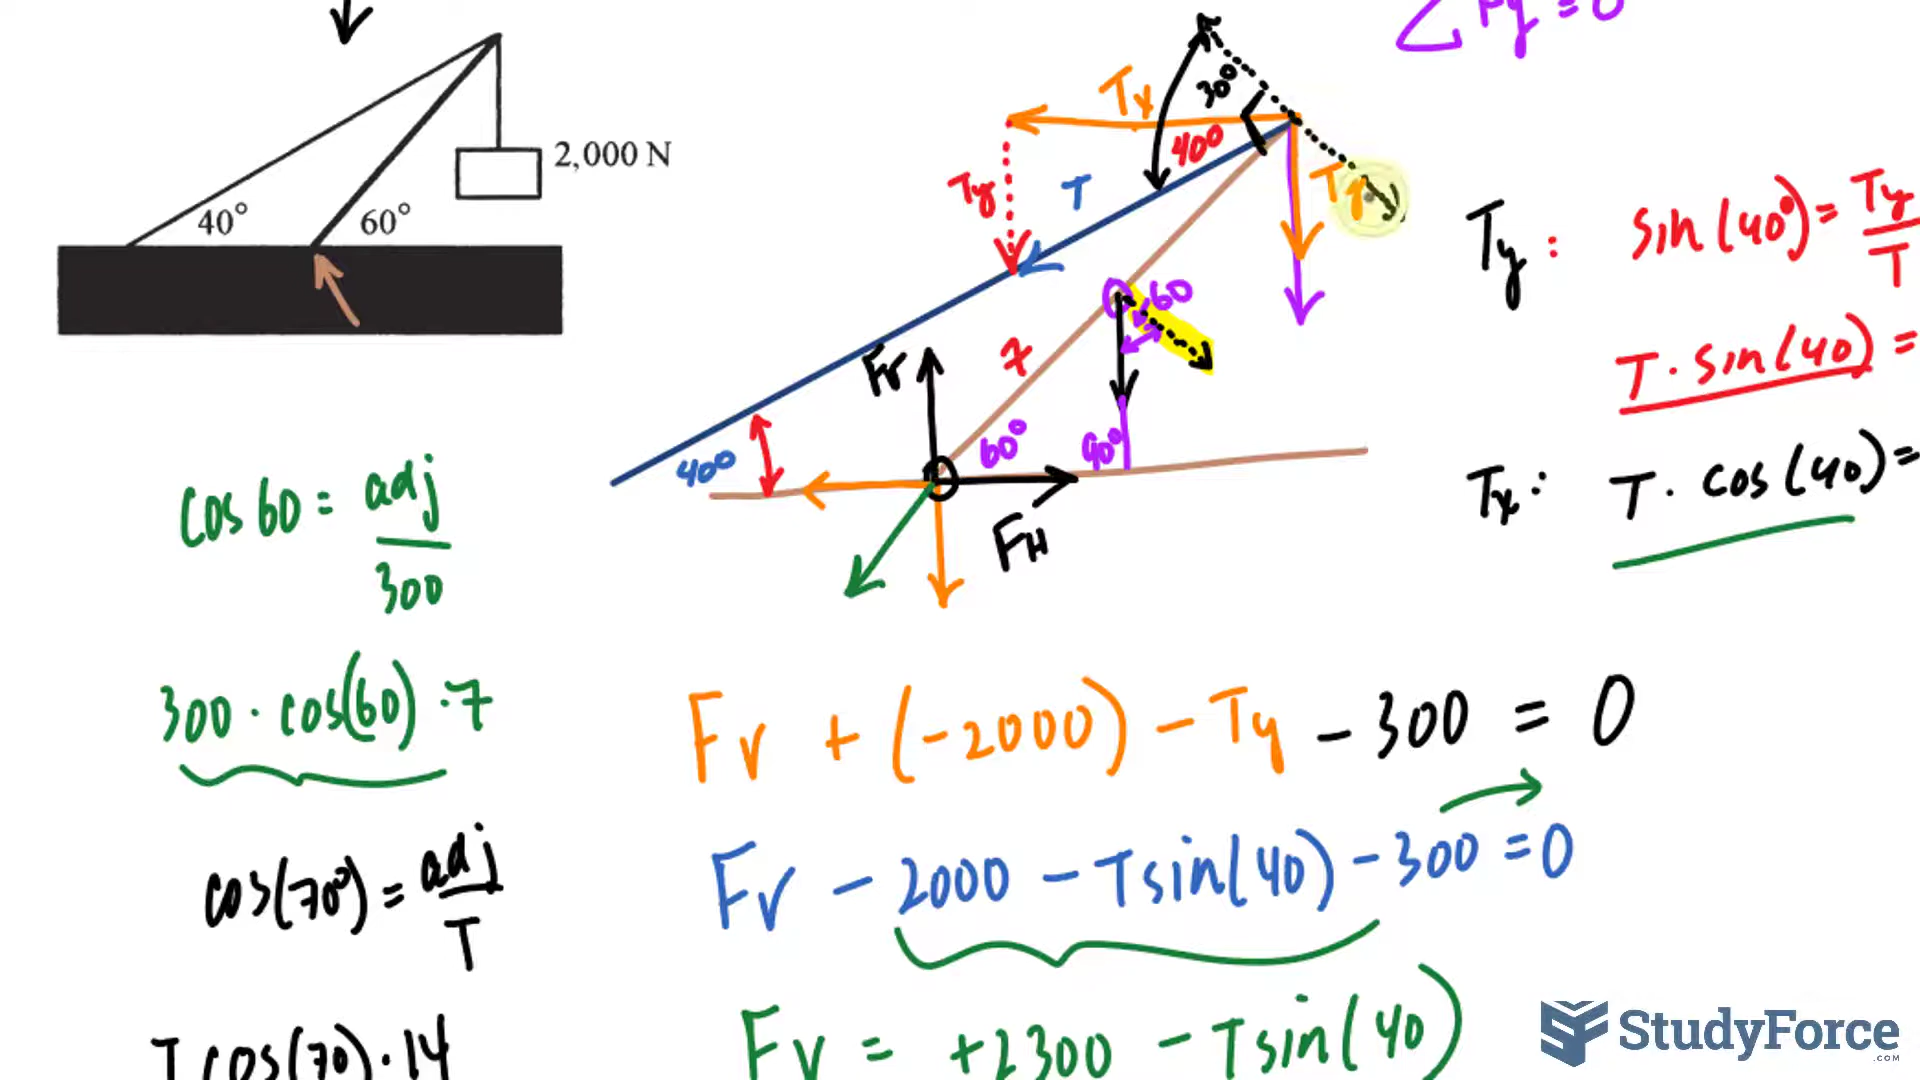 ΣFy = 0
2,000 N
40°
60°
Tx
30°
40°
Ty
T
Ty
60
Fv
7
60°
90°
40°
FH
Ty : sin(40°) = Ty / T
T · sin(40) =
Tx : T · cos(40) =
cos 60 = adj / 300
300 · cos(60) · 7
cos(70°) = adj / T
T cos(70) · 14
Fv + (-2000) - Ty - 300 = 0
Fv - 2000 - Tsin(40) - 300 = 0
Fv = +2300 - Tsin(40)
StudyForce
.COM